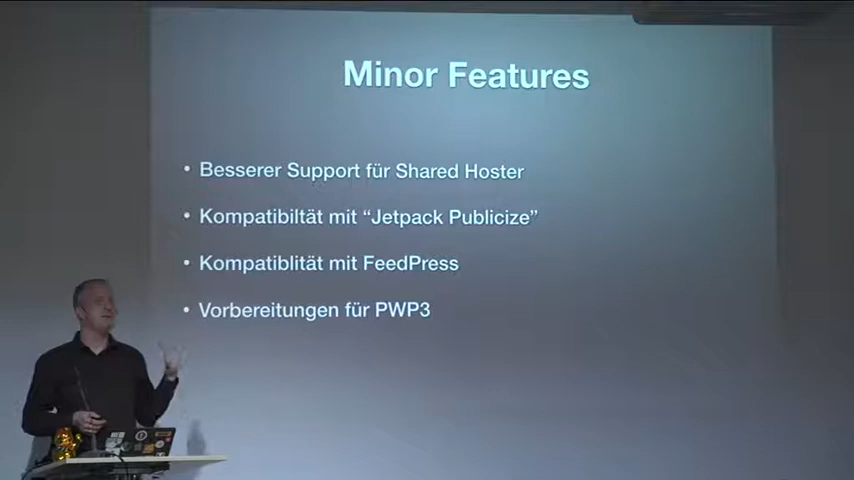 Minor Features
• Besserer Support für Shared Hoster
• Kompatibiltät mit “Jetpack Publicize”
• Kompatiblität mit FeedPress
• Vorbereitungen für PWP3